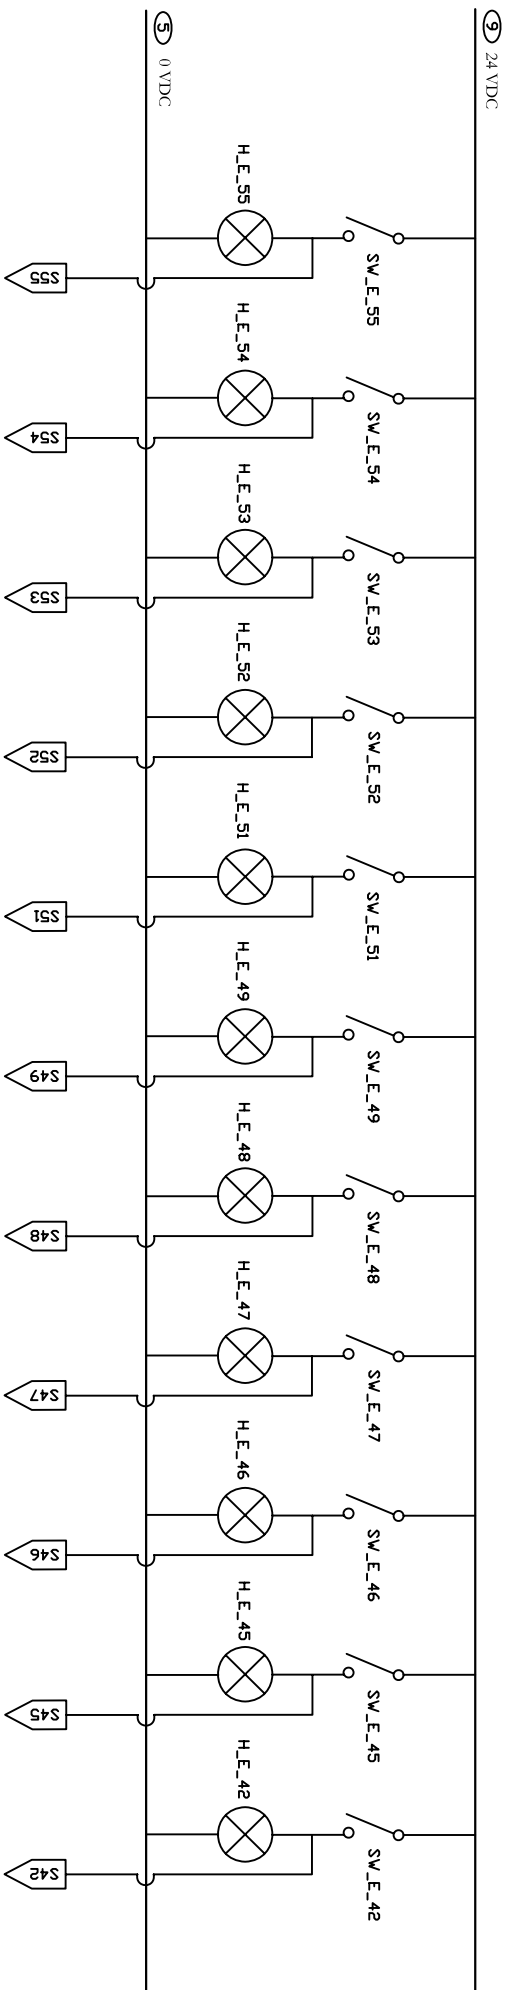 9 24 VDC
5 0 VDC
H_E_55
SW_E_55
S55
H_E_54
SW_E_54
S54
H_E_53
SW_E_53
S53
H_E_52
SW_E_52
S52
H_E_51
SW_E_51
S51
H_E_49
SW_E_49
S49
H_E_48
SW_E_48
S48
H_E_47
SW_E_47
S47
H_E_46
SW_E_46
S46
H_E_45
SW_E_45
S45
H_E_42
SW_E_42
S42